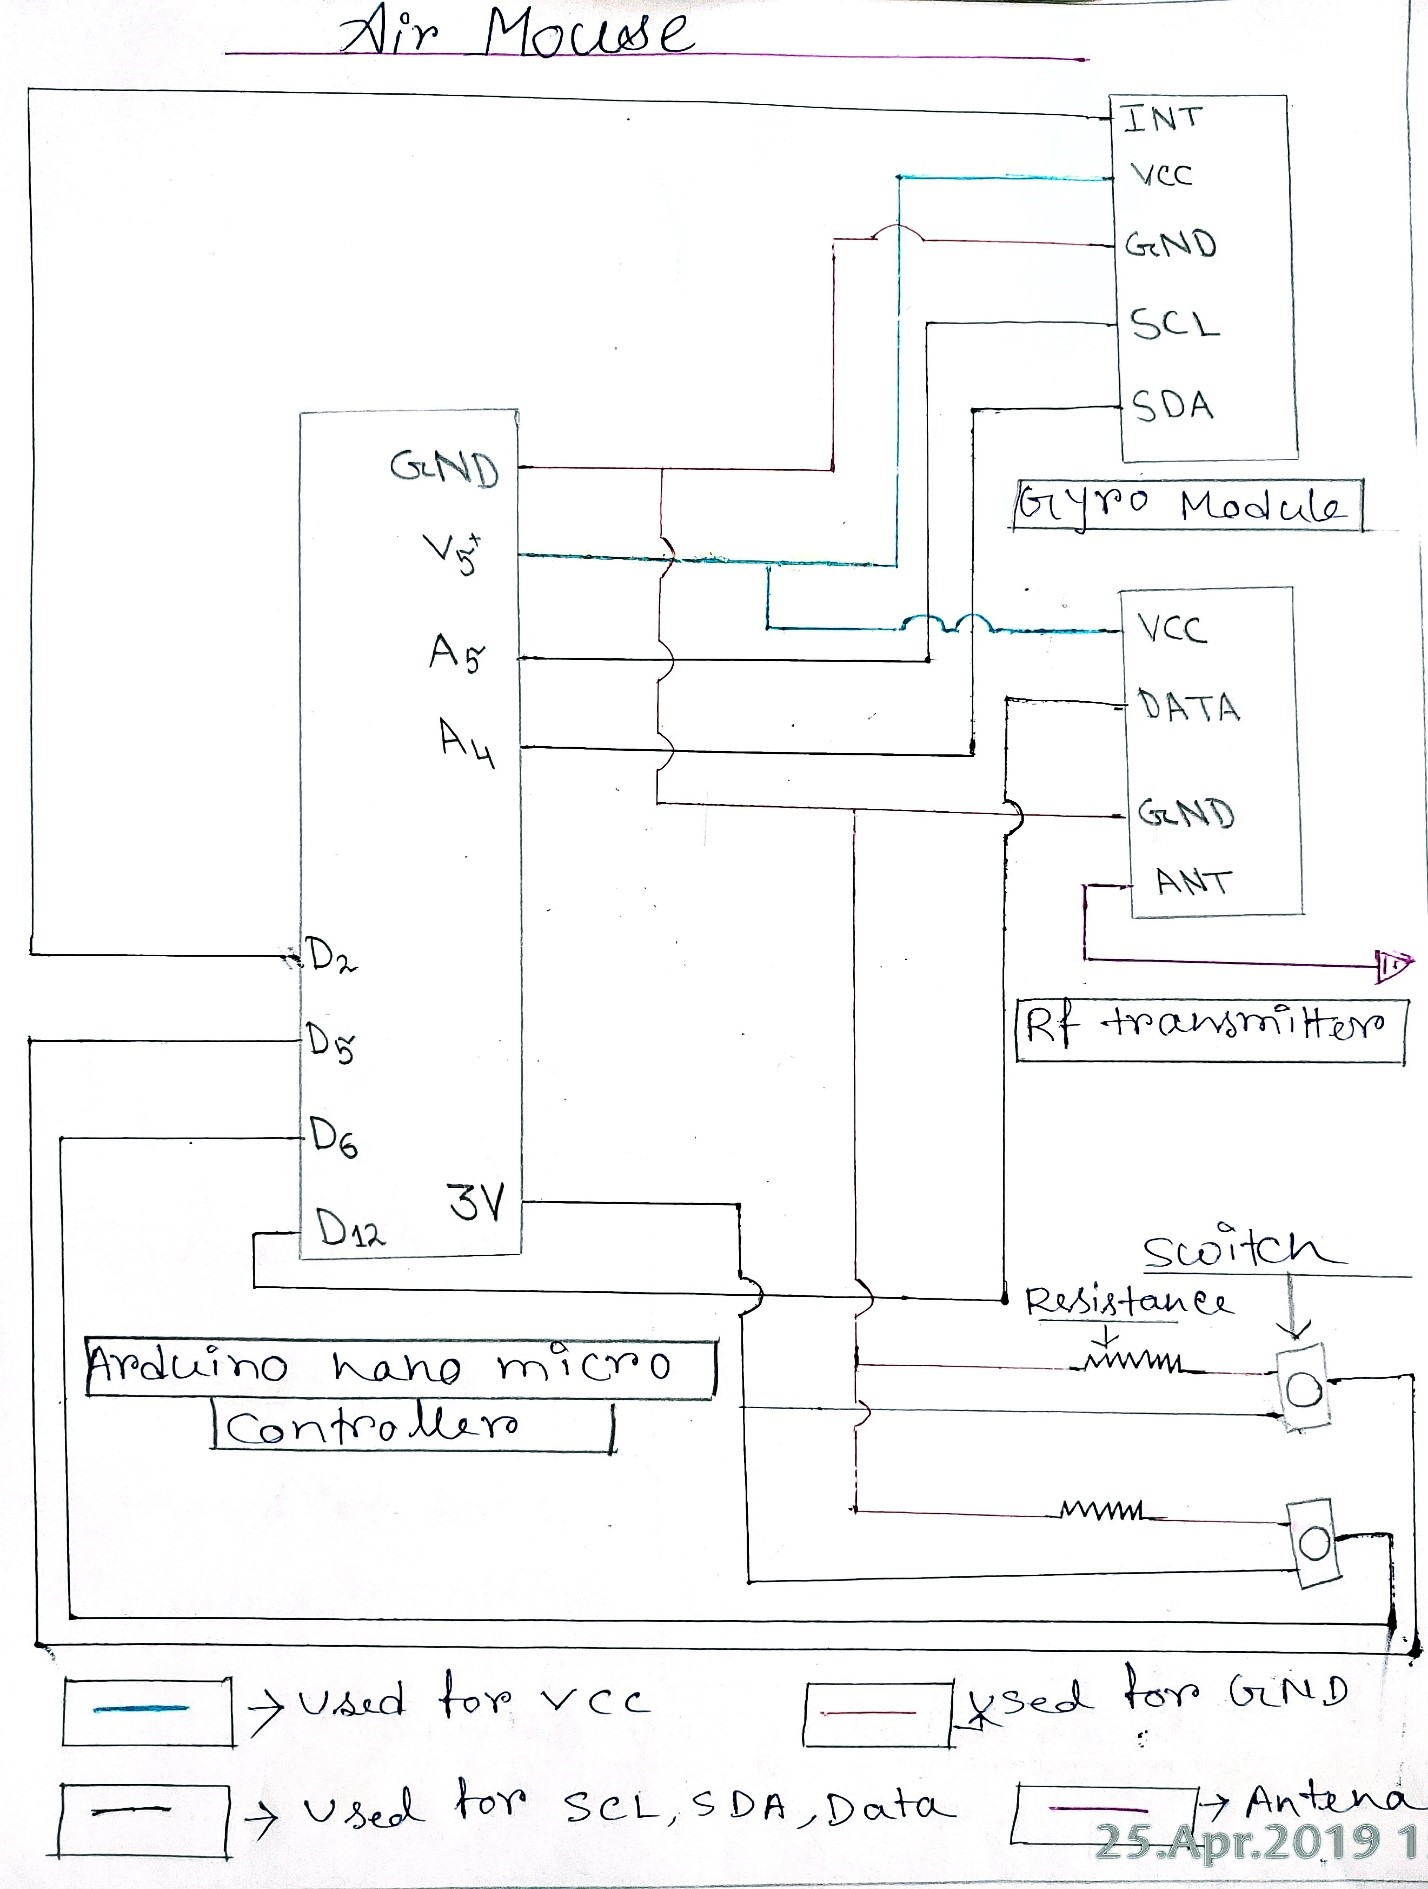 Air Mouse
INT
VCC
GND
SCL
SDA
Gyro Module
GND
V5+
A5
A4
D2
D5
D6
D12
3V
Arduino nano micro
Controller
VCC
DATA
GND
ANT
Rf transmitter
Switch
Resistance
→ Used for VCC
Used for GND
→ Used for SCL, SDA, Data
→ Antena
25.Apr.2019 1